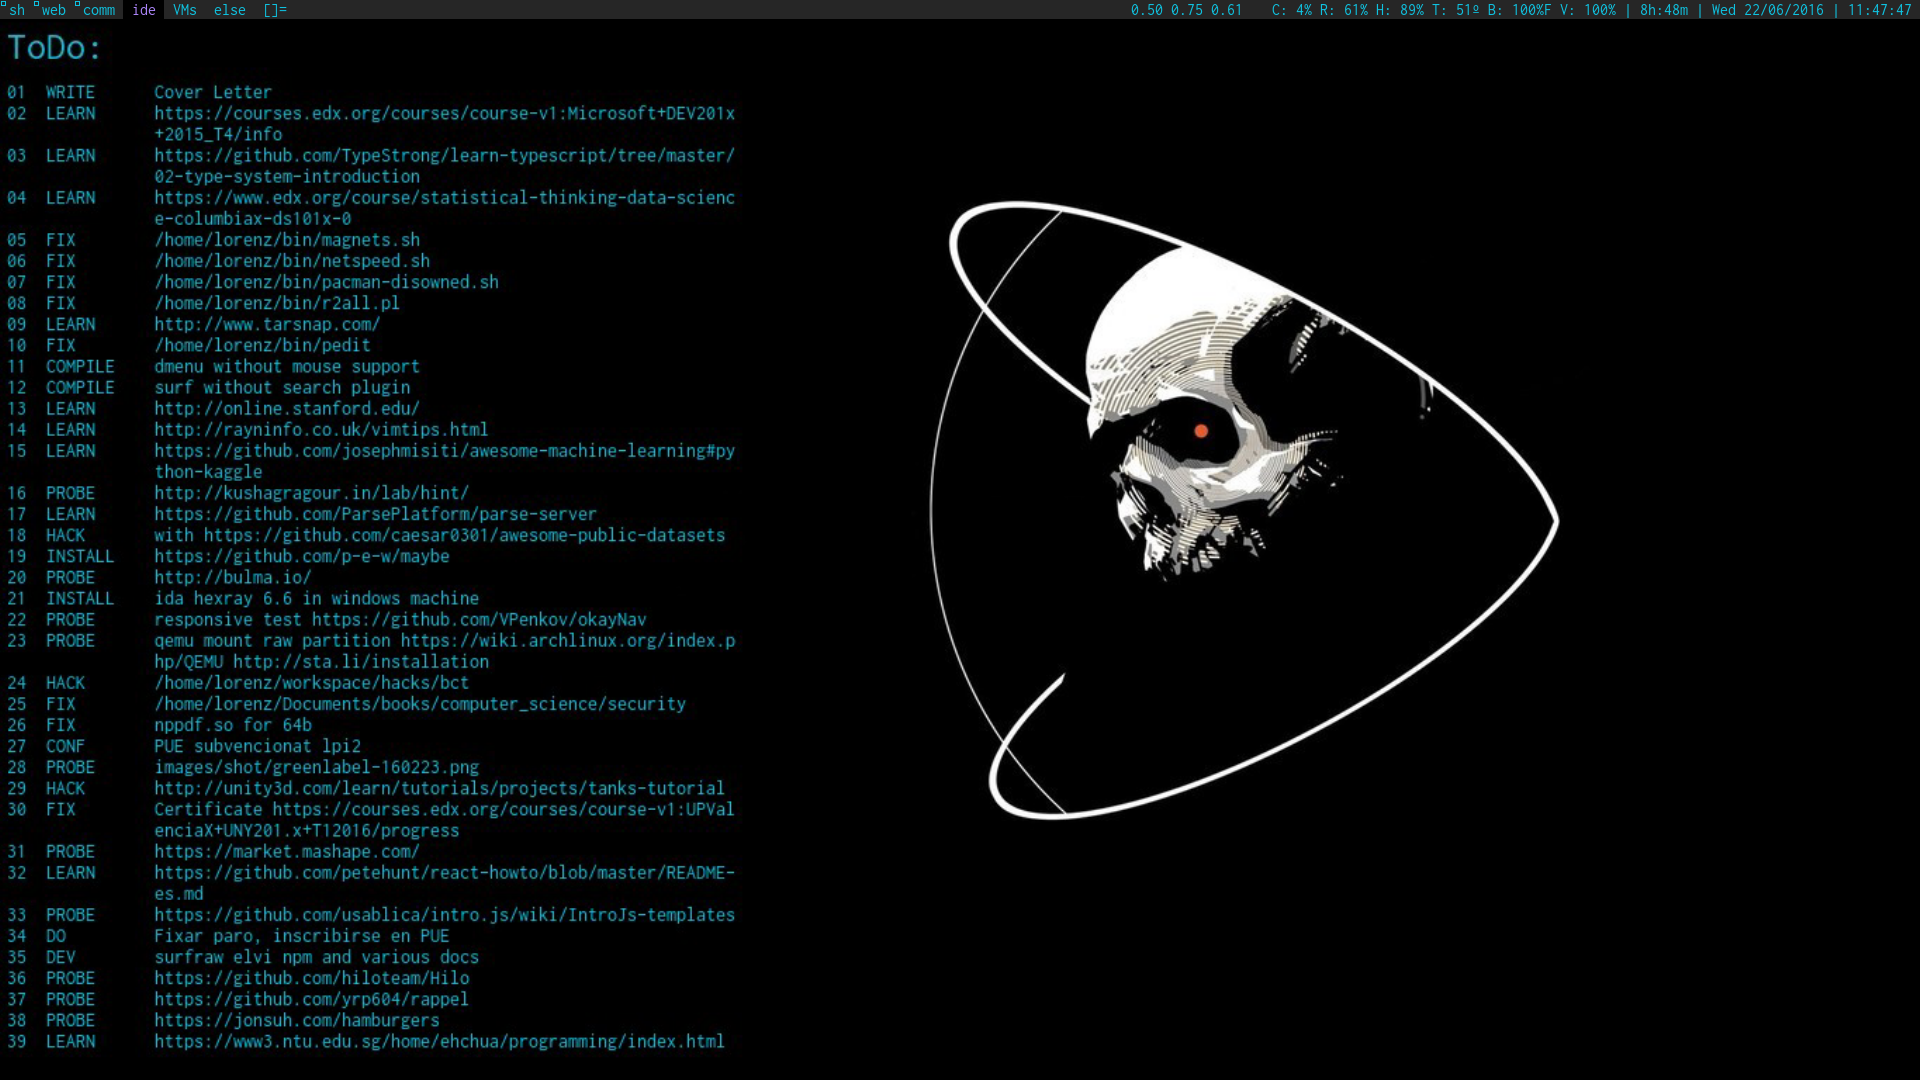 sh web comm ide VMs else []= 0.50 0.75 0.61 C: 4% R: 61% H: 89% T: 51º B: 100%F V: 100% | 8h:48m | Wed 22/06/2016 | 11:47:47
ToDo:
01 WRITE Cover Letter
02 LEARN https://courses.edx.org/courses/course-v1:Microsoft+DEV201x
+2015_T4/info
03 LEARN https://github.com/TypeStrong/learn-typescript/tree/master/
02-type-system-introduction
04 LEARN https://www.edx.org/course/statistical-thinking-data-scienc
e-columbiax-ds101x-0
05 FIX /home/lorenz/bin/magnets.sh
06 FIX /home/lorenz/bin/netspeed.sh
07 FIX /home/lorenz/bin/pacman-disowned.sh
08 FIX /home/lorenz/bin/r2all.pl
09 LEARN http://www.tarsnap.com/
10 FIX /home/lorenz/bin/pedit
11 COMPILE dmenu without mouse support
12 COMPILE surf without search plugin
13 LEARN http://online.stanford.edu/
14 LEARN http://rayninfo.co.uk/vimtips.html
15 LEARN https://github.com/josephmisiti/awesome-machine-learning#py
thon-kaggle
16 PROBE http://kushagragour.in/lab/hint/
17 LEARN https://github.com/ParsePlatform/parse-server
18 HACK with https://github.com/caesar0301/awesome-public-datasets
19 INSTALL https://github.com/p-e-w/maybe
20 PROBE http://bulma.io/
21 INSTALL ida hexray 6.6 in windows machine
22 PROBE responsive test https://github.com/VPenkov/okayNav
23 PROBE qemu mount raw partition https://wiki.archlinux.org/index.p
hp/QEMU http://sta.li/installation
24 HACK /home/lorenz/workspace/hacks/bct
25 FIX /home/lorenz/Documents/books/computer_science/security
26 FIX nppdf.so for 64b
27 CONF PUE subvencionat lpi2
28 PROBE images/shot/greenlabel-160223.png
29 HACK http://unity3d.com/learn/tutorials/projects/tanks-tutorial
30 FIX Certificate https://courses.edx.org/courses/course-v1:UPVal
enciaX+UNY201.x+T12016/progress
31 PROBE https://market.mashape.com/
32 LEARN https://github.com/petehunt/react-howto/blob/master/README-
es.md
33 PROBE https://github.com/usablica/intro.js/wiki/IntroJs-templates
34 DO Fixar paro, inscribirse en PUE
35 DEV surfraw elvi npm and various docs
36 PROBE https://github.com/hiloteam/Hilo
37 PROBE https://github.com/yrp604/rappel
38 PROBE https://jonsuh.com/hamburgers
39 LEARN https://www3.ntu.edu.sg/home/ehchua/programming/index.html